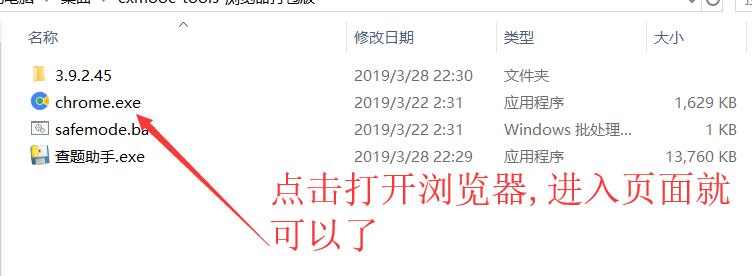 电脑 > 桌面 > exmooc-tools-浏览器打包版
名称 修改日期 类型 大小
3.9.2.45 2019/3/28 22:30 文件夹
chrome.exe 2019/3/22 2:31 应用程序 1,629 KB
safemode.ba 2019/3/22 2:31 Windows 批处理... 1 KB
查题助手.exe 2019/3/28 22:29 应用程序 13,760 KB
点击打开浏览器,进入页面就
可以了